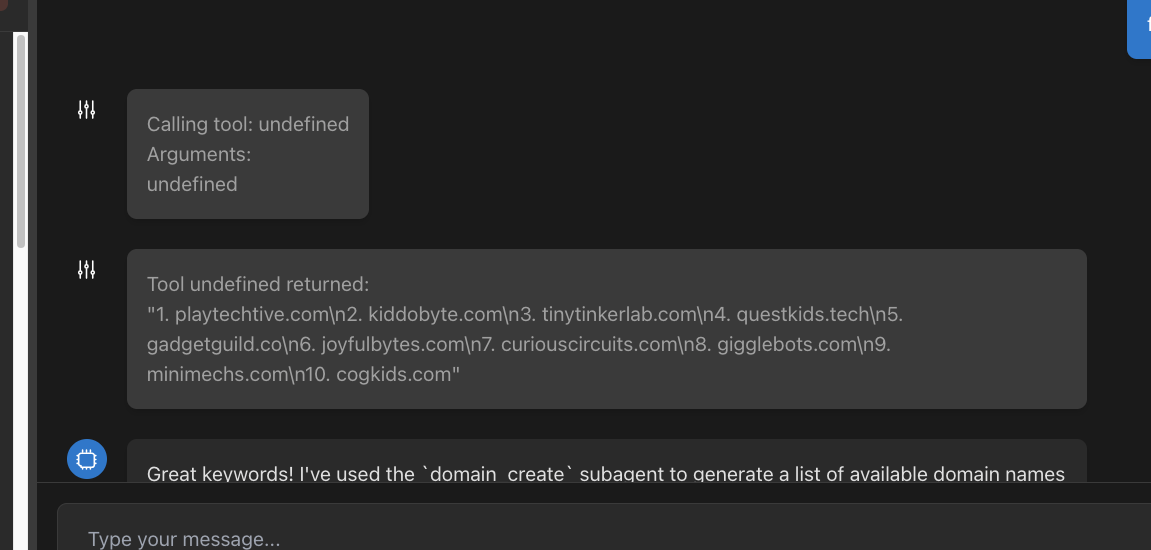 Calling tool: undefined
Arguments:
undefined
Tool undefined returned:
"1. playtechtive.com\n2. kiddobyte.com\n3. tinytinkerlab.com\n4. questkids.tech\n5.
gadgetguild.co\n6. joyfulbytes.com\n7. curiouscircuits.com\n8. gigglebots.com\n9.
minimechs.com\n10. cogkids.com"
Great keywords! I've used the `domain_create` subagent to generate a list of available domain names
Type your message...